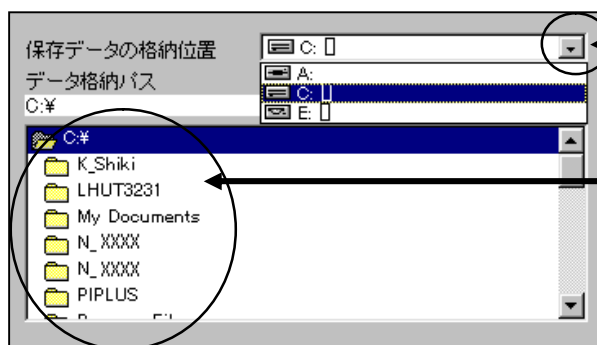 保存データの格納位置
C: []
データ格納パス
A:
C: []
E: []
C:¥
C:¥
K_Shiki
LHUT3231
My Documents
N_XXXX
N_XXXX
PIPLUS